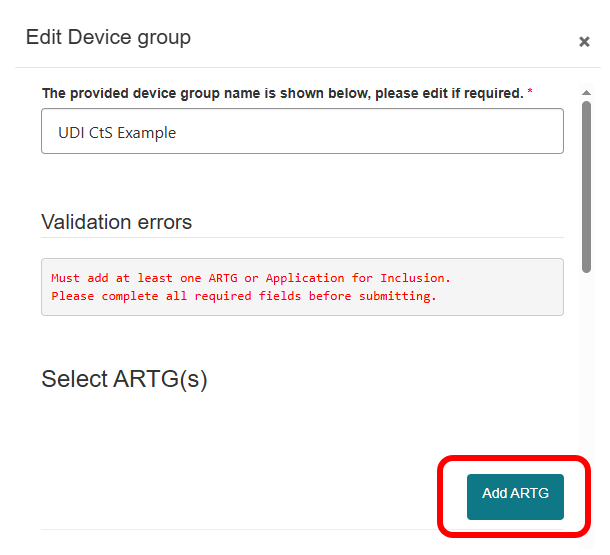 Edit Device group
×
The provided device group name is shown below, please edit if required. *
UDI CtS Example
Validation errors
Must add at least one ARTG or Application for Inclusion.
Please complete all required fields before submitting.
Select ARTG(s)
Add ARTG